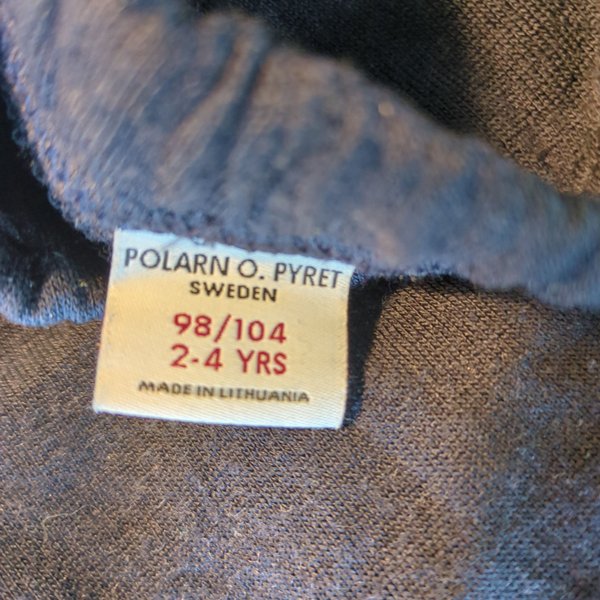 POLARN O. PYRET
SWEDEN
98/104
2-4 YRS
MADE IN LITHUANIA